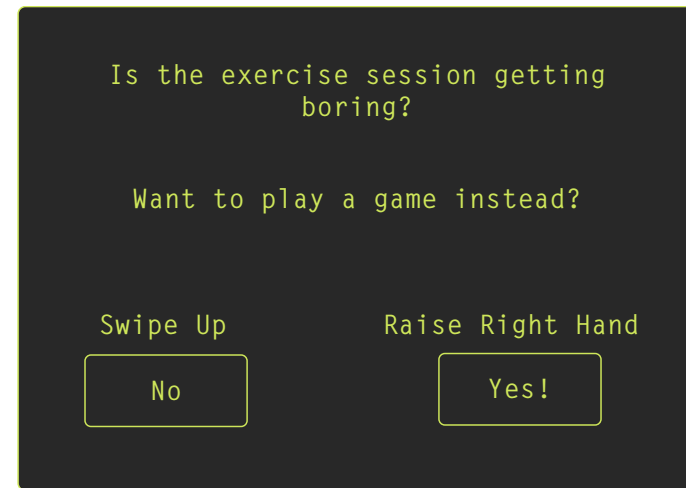 Is the exercise session getting
boring?
Want to play a game instead?
Swipe Up
Raise Right Hand
No
Yes!